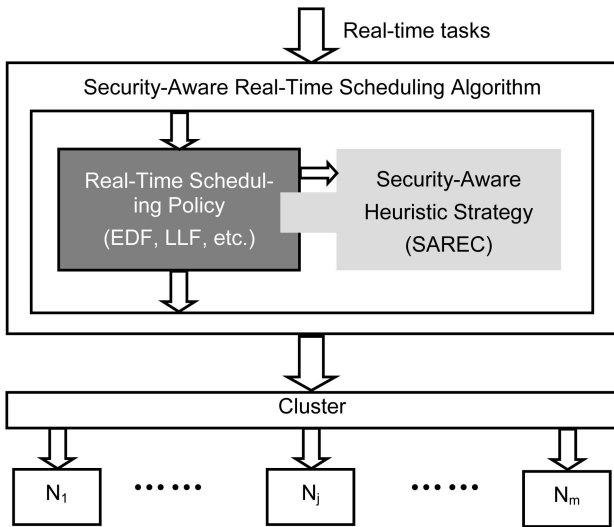 Real-time tasks
Security-Aware Real-Time Scheduling Algorithm
Real-Time Schedul-
ing Policy
(EDF, LLF, etc.)
Security-Aware
Heuristic Strategy
(SAREC)
Cluster
N₁ …… Nⱼ …… Nₘ